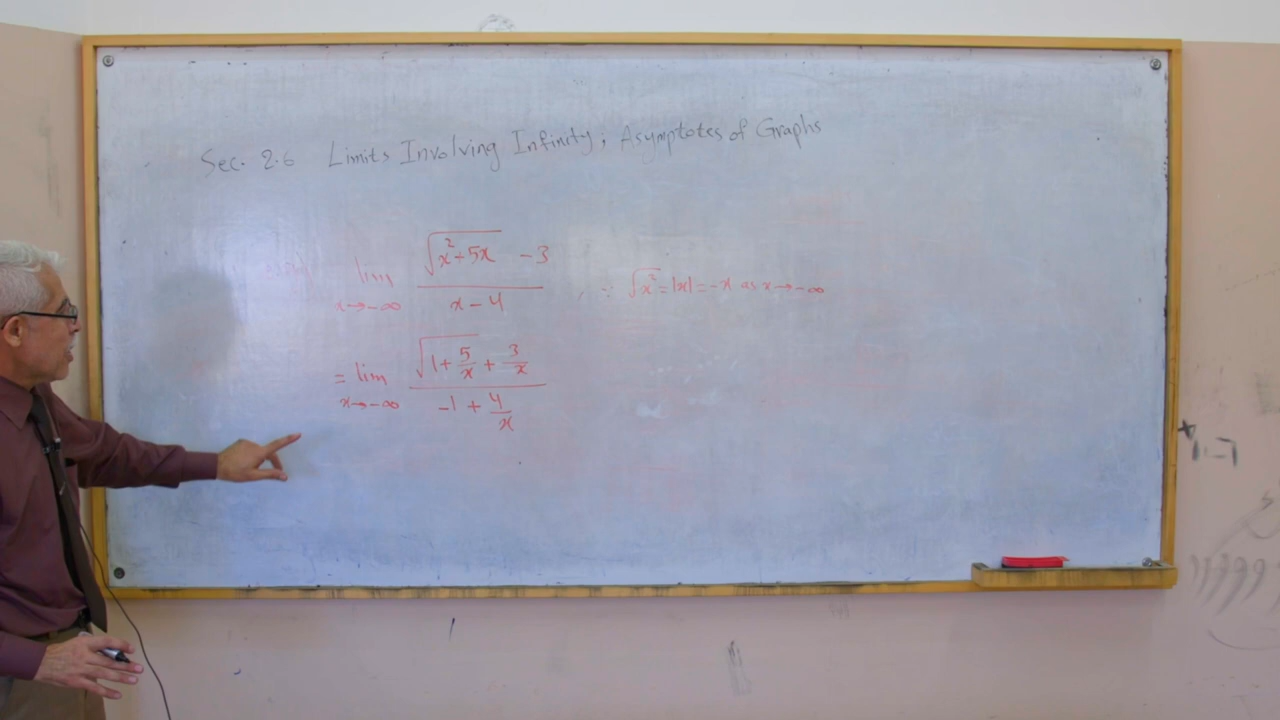 Sec. 2.6 Limits Involving Infinity; Asymptotes of Graphs
lim x→-∞ (√(x²+5x) - 3)/(x - 4) ∵ √x² = |x| = -x as x→-∞
= lim x→-∞ (√(1+5/x) + 3/x)/(-1 + 4/x)